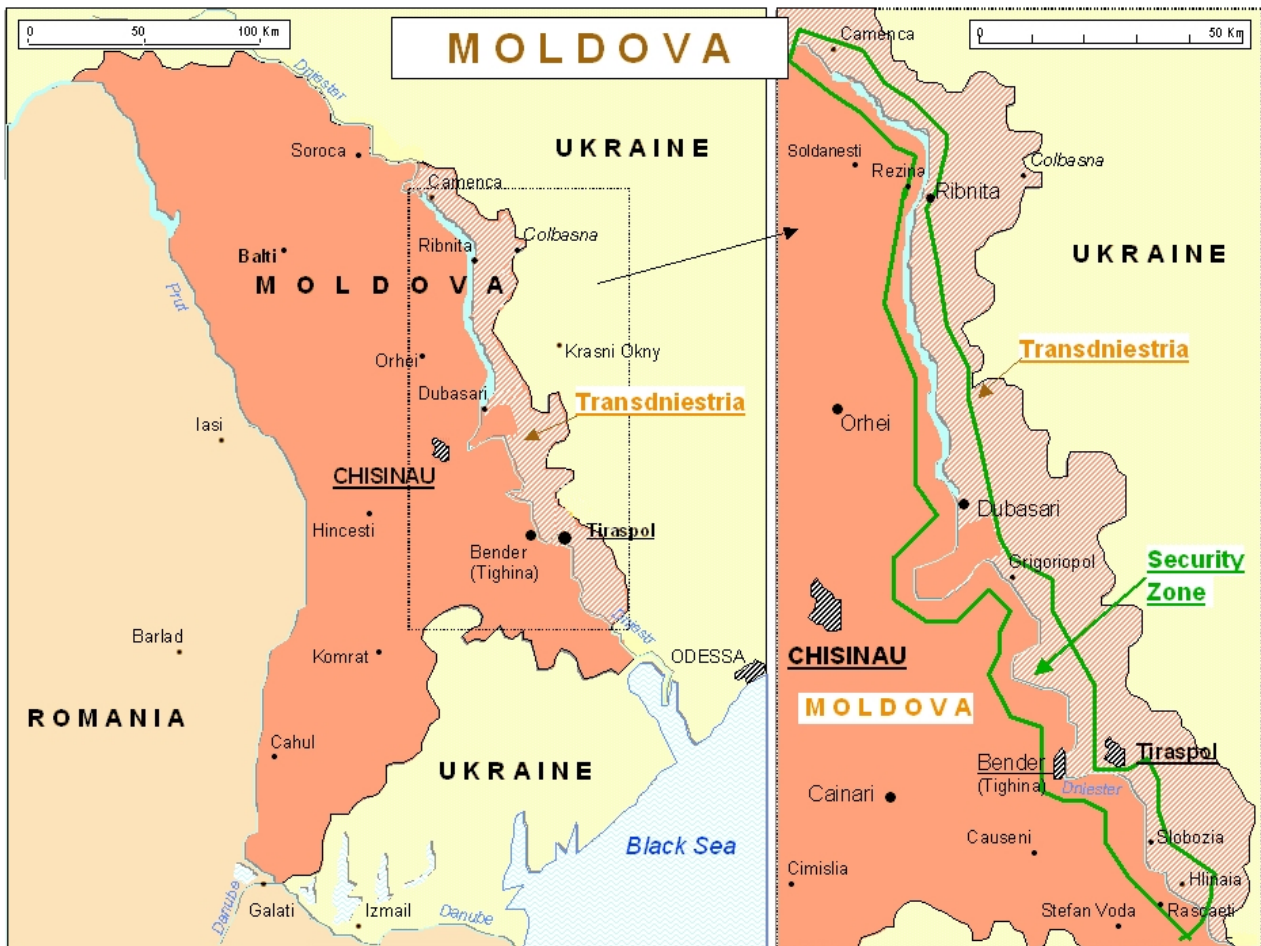 MOLDOVA
0 50 100 Km
Dniester
UKRAINE
Soroca
Camenca
Colbasna
Ribnita
Balti
MOLDOVA
Prut
Krasni Okny
Orhei
Dubasari
Transdniestria
Iasi
CHISINAU
Hincesti
Bender
(Tighina)
Tiraspol
Dniestr
Barlad
Komrat
ODESSA
ROMANIA
Cahul
UKRAINE
Black Sea
Danube
Galati
Izmail
Danube
0 50 Km
Camenca
Soldanesti
Rezina
Colbasna
Ribnita
UKRAINE
Transdniestria
Orhei
Dubasari
Grigoriopol
Security
Zone
CHISINAU
MOLDOVA
Bender
(Tighina)
Tiraspol
Dniester
Cainari
Causeni
Slobozia
Cimislia
Hlinaia
Stefan Voda
Rascaeti